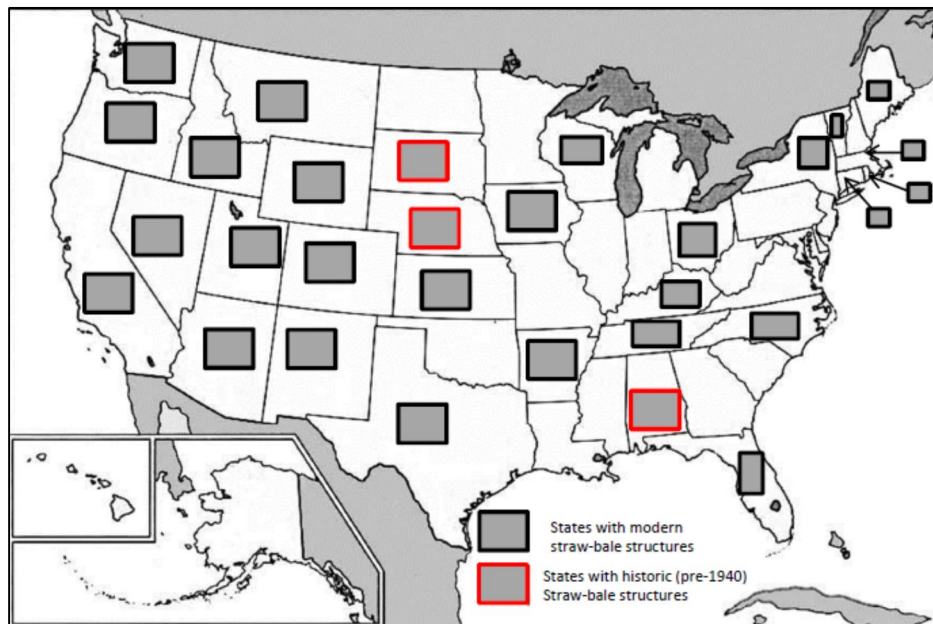 States with modern
straw-bale structures
States with historic (pre-1940)
Straw-bale structures